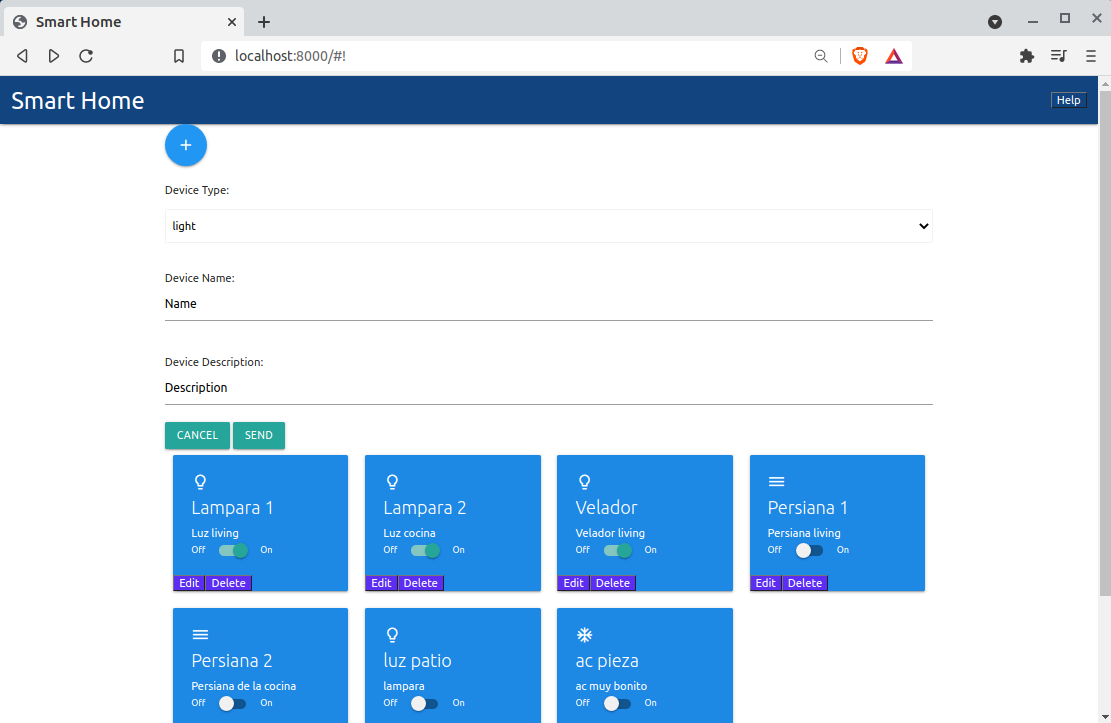 Smart Home
localhost:8000/#!
Smart Home
Help
+
Device Type:
light
Device Name:
Name
Device Description:
Description
CANCEL SEND
Lampara 1
Luz living
Off On
Edit Delete
Lampara 2
Luz cocina
Off On
Edit Delete
Velador
Velador living
Off On
Edit Delete
Persiana 1
Persiana living
Off On
Edit Delete
Persiana 2
Persiana de la cocina
Off On
luz patio
lampara
Off On
ac pieza
ac muy bonito
Off On